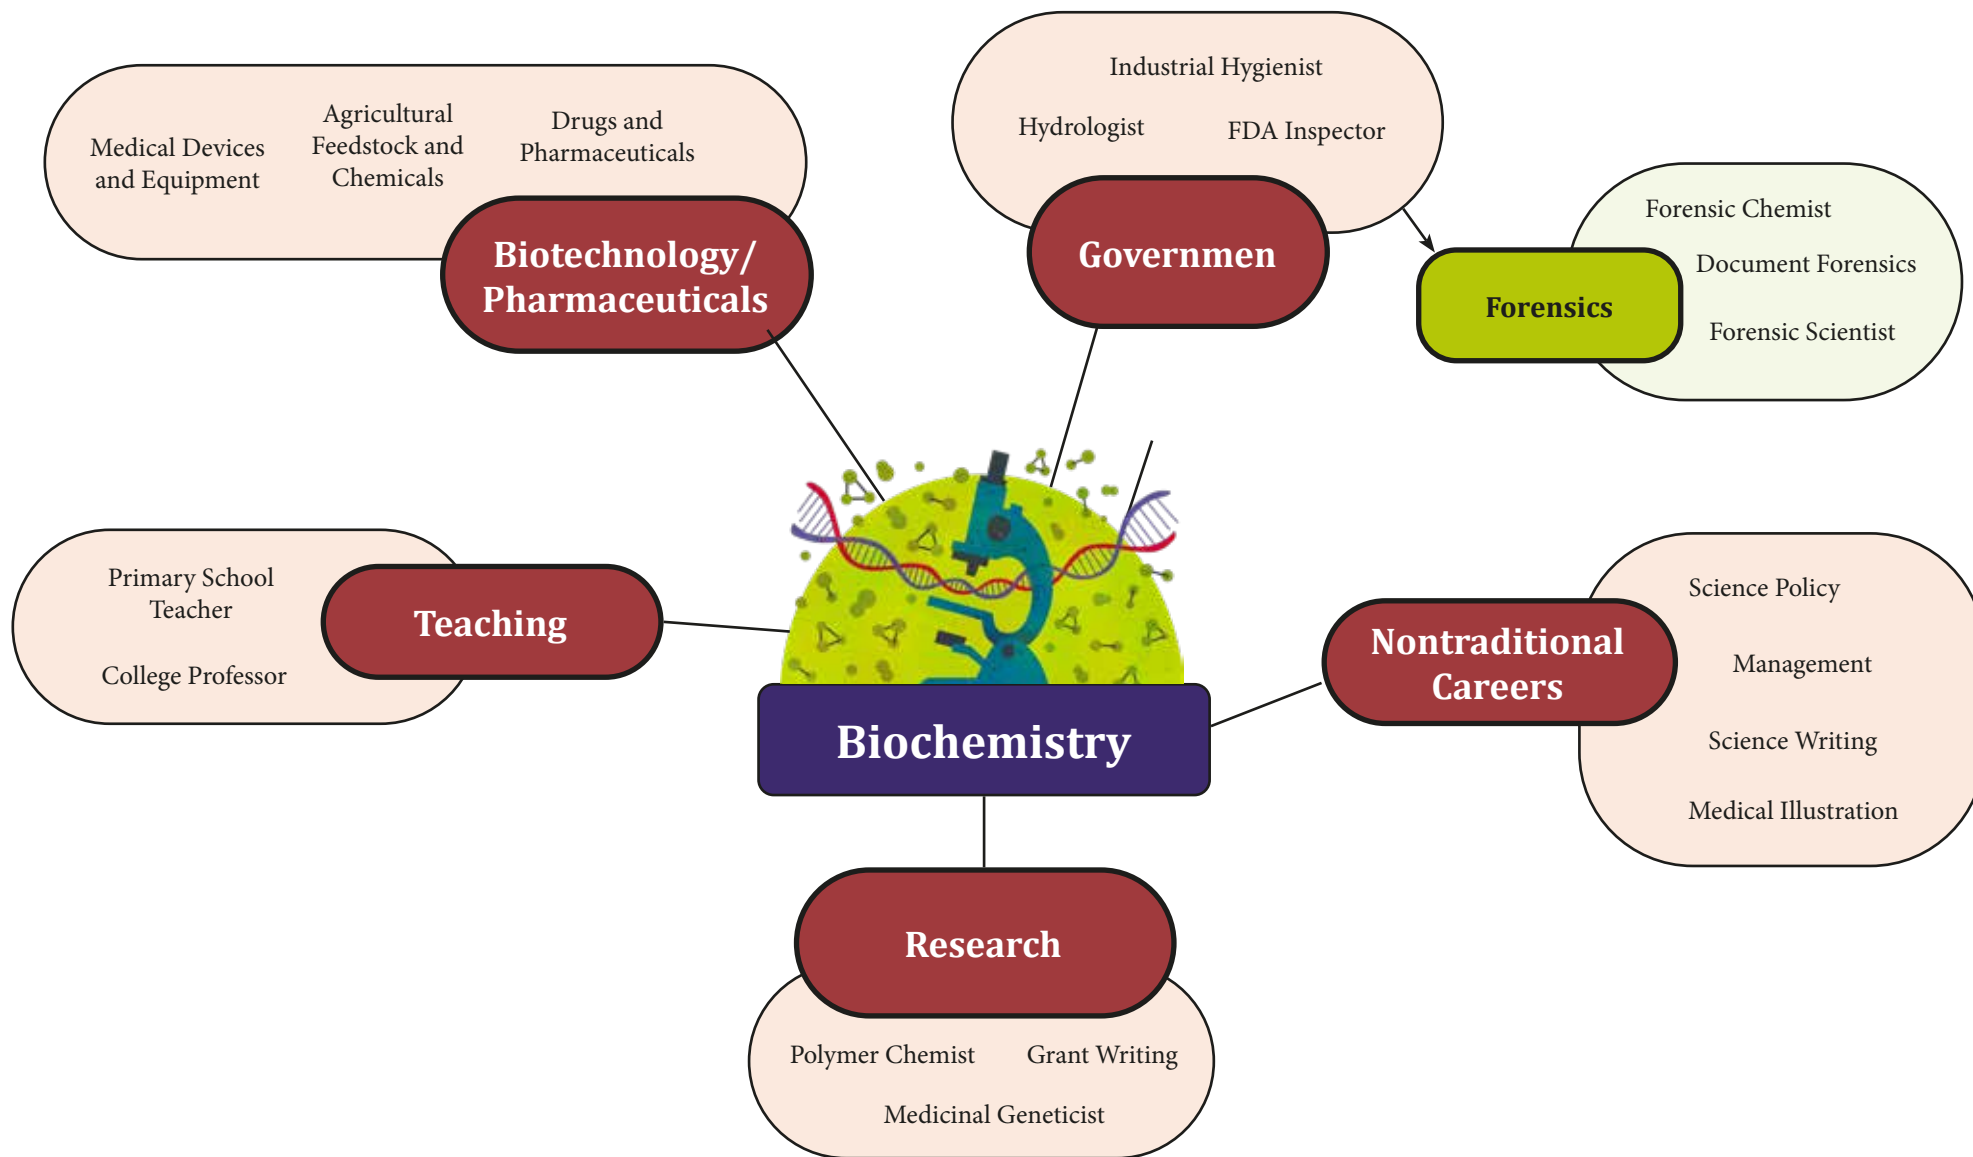 Industrial Hygienist
Hydrologist
FDA Inspector
Governmen
Medical Devices
and Equipment
Agricultural
Feedstock and
Chemicals
Drugs and
Pharmaceuticals
Biotechnology/
Pharmaceuticals
Forensic Chemist
Document Forensics
Forensic Scientist
Forensics
Primary School
Teacher
College Professor
Teaching
Biochemistry
Nontraditional
Careers
Science Policy
Management
Science Writing
Medical Illustration
Research
Polymer Chemist
Grant Writing
Medicinal Geneticist